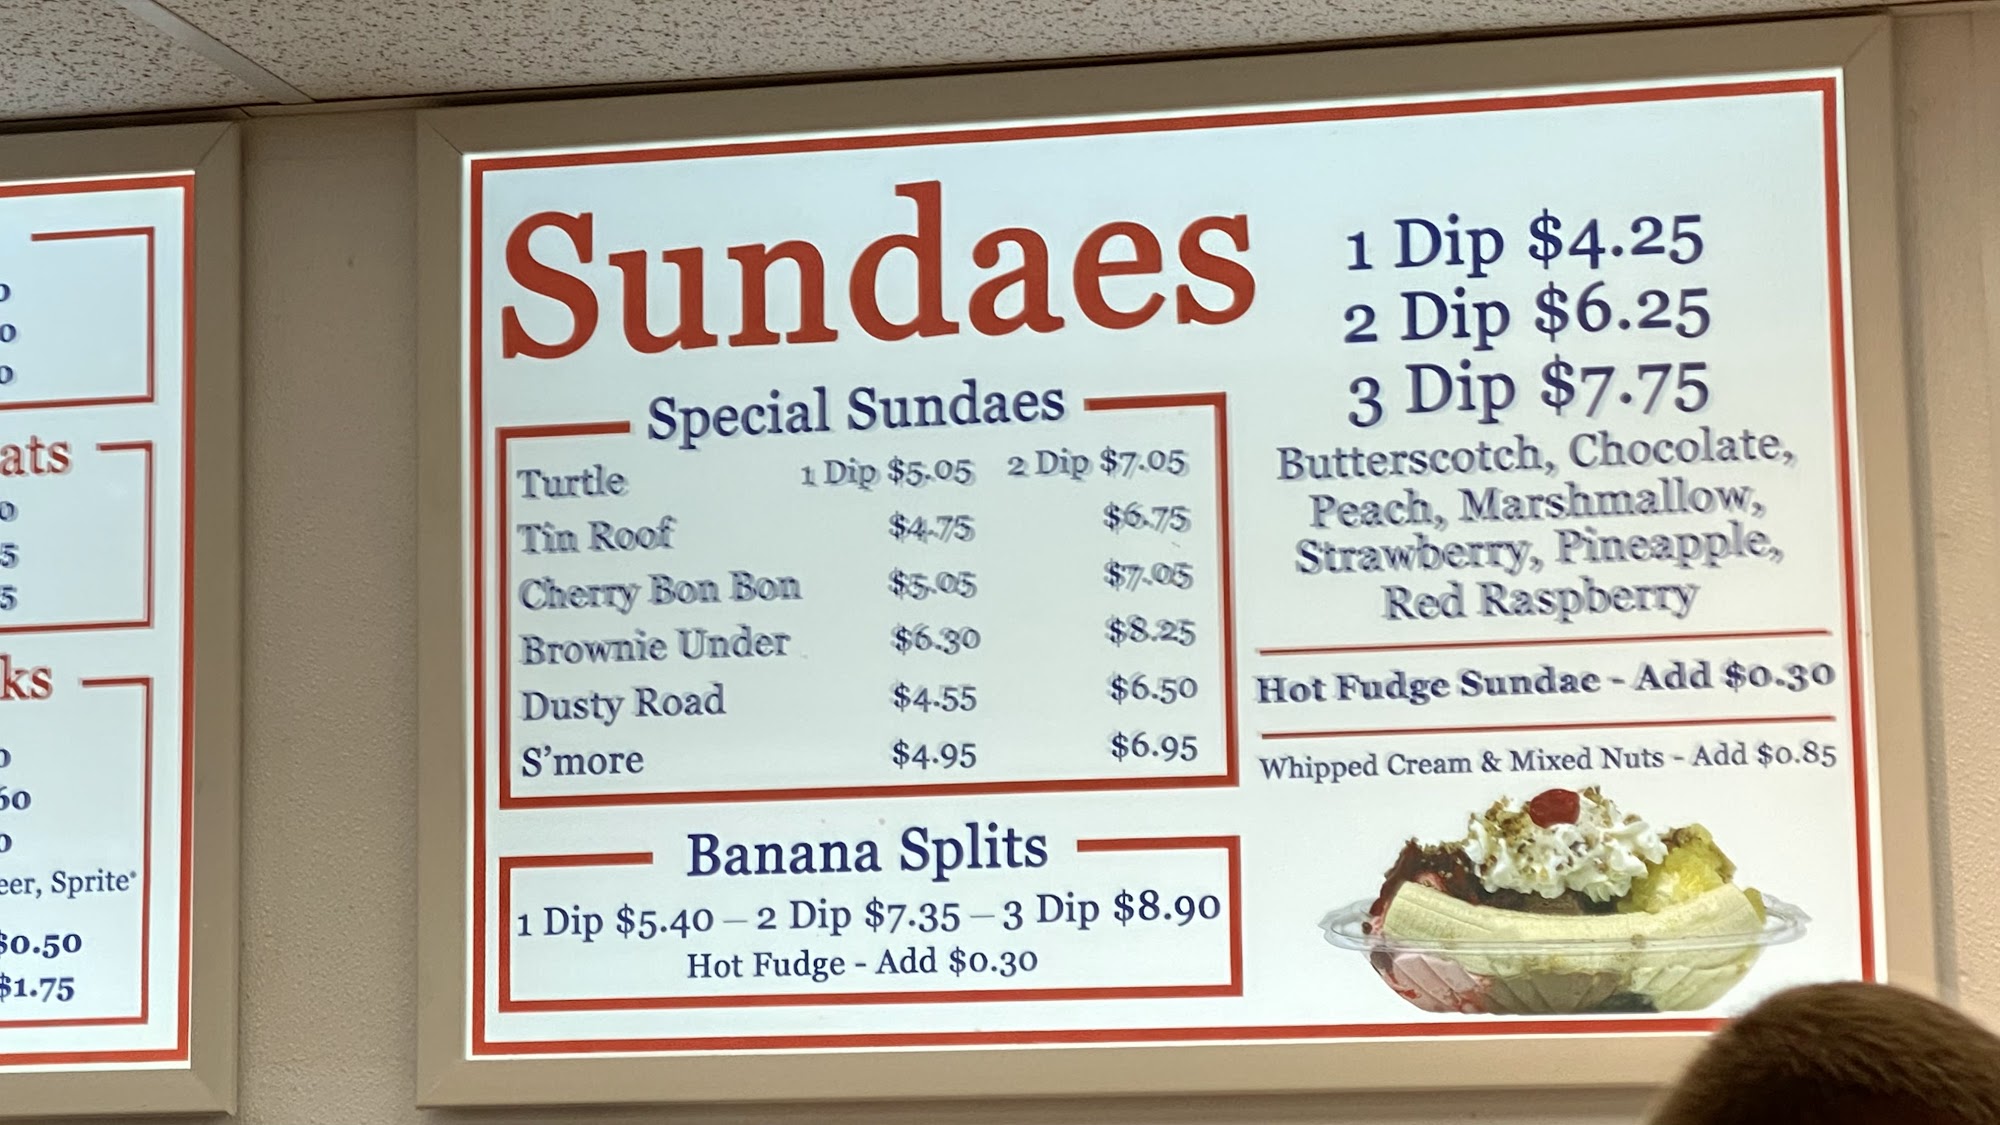 ats
ks
60
eer, Sprite®
$0.50
$1.75
Sundaes
Special Sundaes
Turtle 1 Dip $5.05 2 Dip $7.05
Tin Roof $4.75 $6.75
Cherry Bon Bon $5.05 $7.05
Brownie Under $6.30 $8.25
Dusty Road $4.55 $6.50
S'more $4.95 $6.95
Banana Splits
1 Dip $5.40 – 2 Dip $7.35 – 3 Dip $8.90
Hot Fudge - Add $0.30
1 Dip $4.25
2 Dip $6.25
3 Dip $7.75
Butterscotch, Chocolate,
Peach, Marshmallow,
Strawberry, Pineapple,
Red Raspberry
Hot Fudge Sundae - Add $0.30
Whipped Cream & Mixed Nuts - Add $0.85